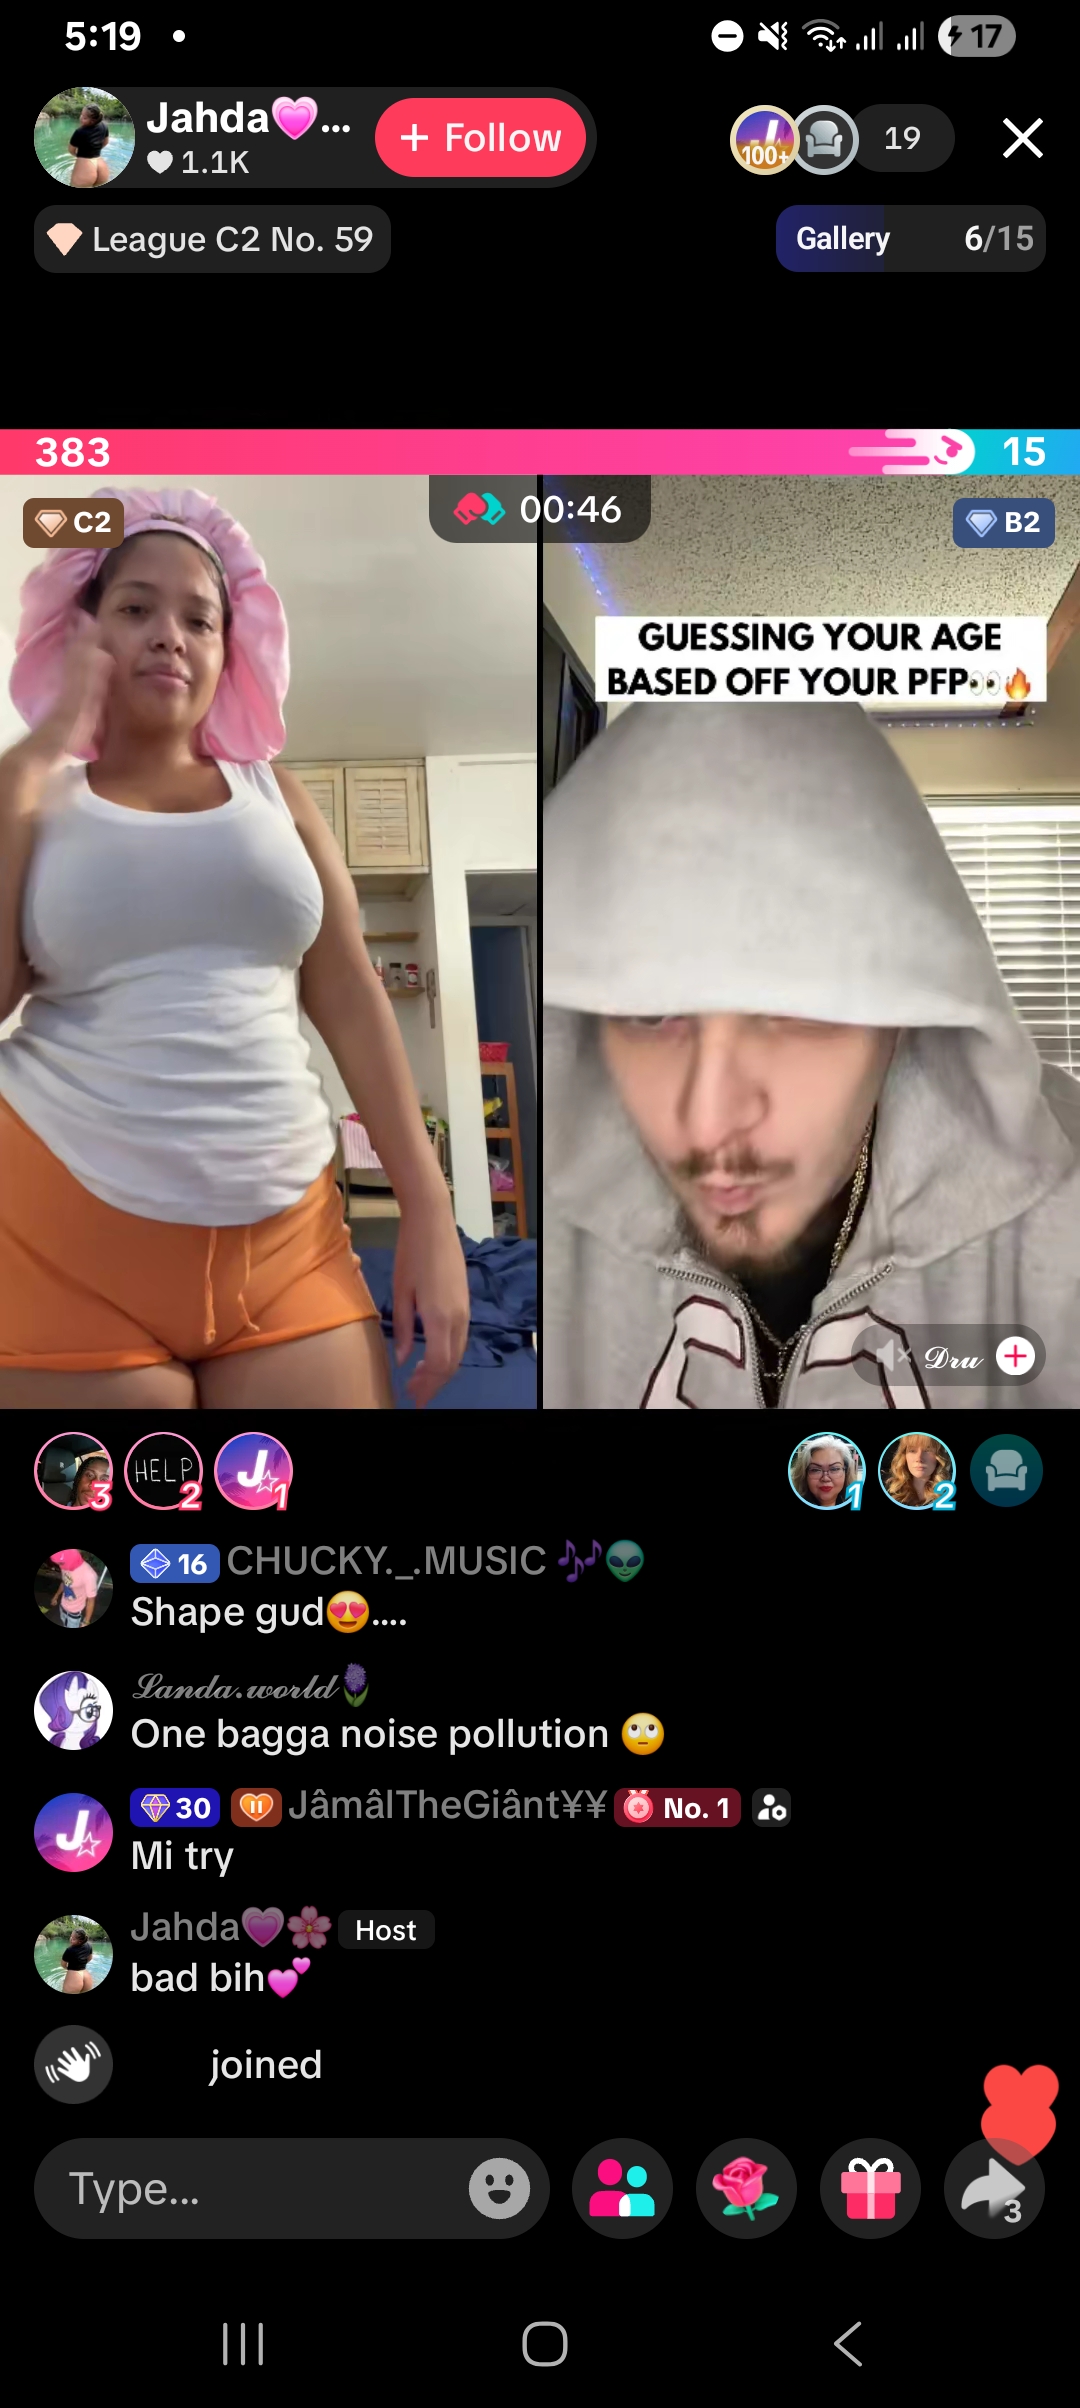 5:19
17
Jahda💗...
1.1K
+ Follow
100+
19
League C2 No. 59
Gallery 6/15
383
15
C2
00:46
B2
GUESSING YOUR AGE
BASED OFF YOUR PFP👀🔥
Dru
3
HELP
2
J
1
1
2
16 CHUCKY._.MUSIC 🎶👽
Shape gud😍....
Landa.world🪻
One bagga noise pollution 🙄
30 JâmâlTheGiânt¥¥ No. 1
Mi try
Jahda💗🌸 Host
bad bih💕
joined
Type...
3